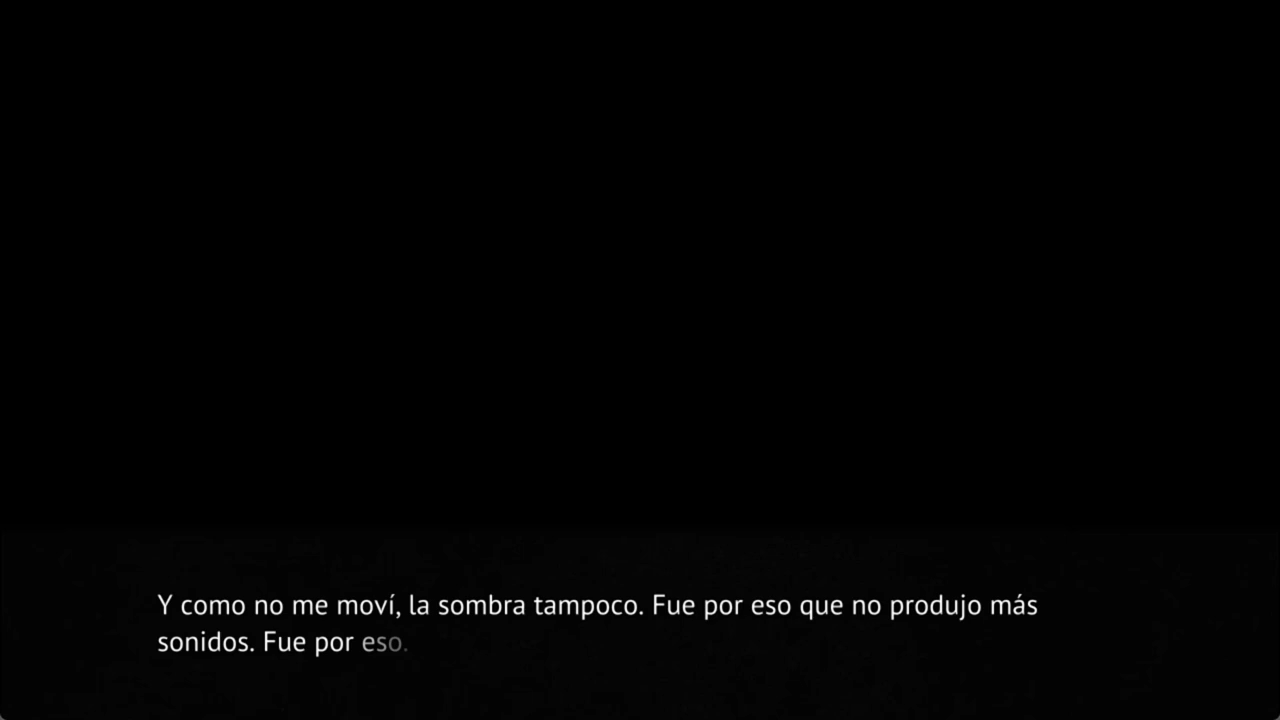 Y como no me moví, la sombra tampoco. Fue por eso que no produjo más
sonidos. Fue por eso.